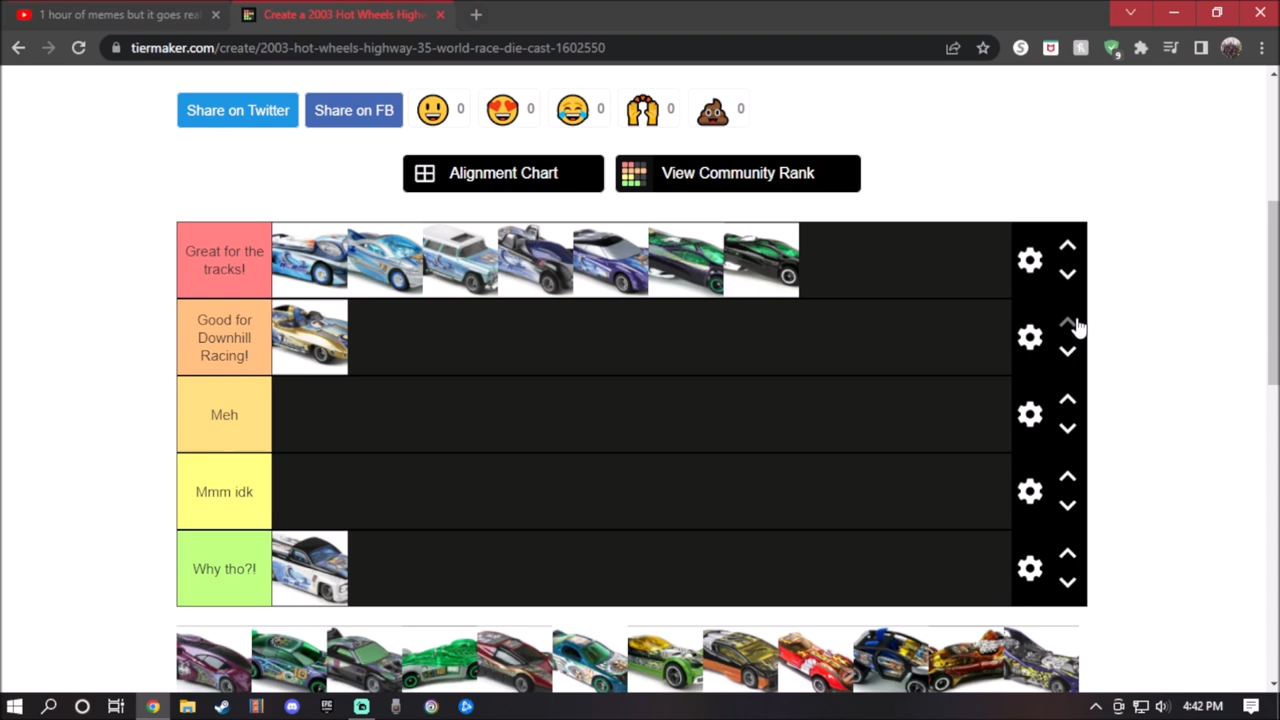 1 hour of memes but it goes rea
Create a 2003 Hot Wheels High
tiermaker.com/create/2003-hot-wheels-highway-35-world-race-die-cast-1602550
9
Share on Twitter
Share on FB
0
0
0
0
0
Alignment Chart
View Community Rank
Great for the
tracks!
Good for
Downhill
Racing!
Meh
Mmm idk
Why tho?!
4:42 PM